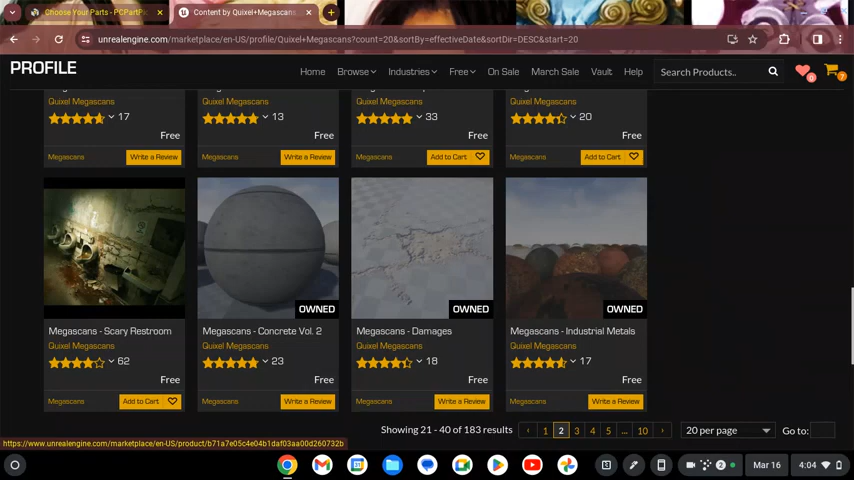 Choose Your Parts - PCPartP
Content by Quixel+Megascans
unrealengine.com/marketplace/en-US/profile/Quixel+Megascans?count=20&sortBy=effectiveDate&sortDir=DESC&start=20
PROFILE
Home Browse Industries Free On Sale March Sale Vault Help Search Products.. 0 7
Quixel Megascans Quixel Megascans Quixel Megascans Quixel Megascans
17 13 33 20
Free Free Free Free
Megascans Write a Review Megascans Write a Review Megascans Add to Cart Megascans Add to Cart
OWNED OWNED OWNED
Megascans - Scary Restroom Megascans - Concrete Vol. 2 Megascans - Damages Megascans - Industrial Metals
Quixel Megascans Quixel Megascans Quixel Megascans Quixel Megascans
62 23 18 17
Free Free Free Free
Megascans Add to Cart Megascans Write a Review Megascans Write a Review Megascans Write a Review
Showing 21 - 40 of 183 results ‹ 1 2 3 4 5 ... 10 › 20 per page Go to:
https://www.unrealengine.com/marketplace/en-US/product/b71a7e05c4e04b1daf03aa00d260732b
31 2 Mar 16 4:04